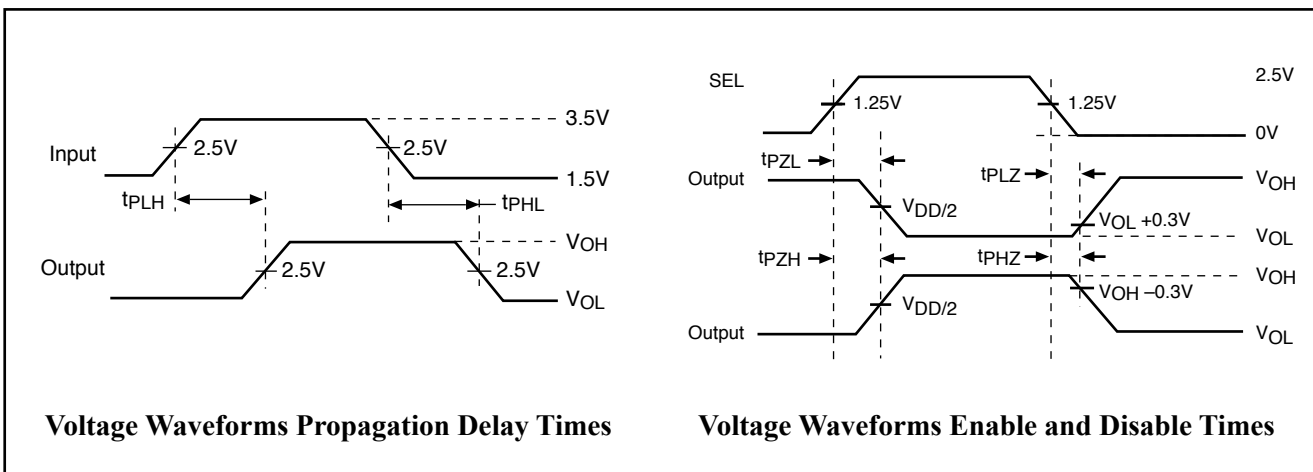 Input
2.5V
2.5V
3.5V
1.5V
tPLH
tPHL
Output
2.5V
2.5V
VOH
VOL
Voltage Waveforms Propagation Delay Times
SEL
1.25V
1.25V
2.5V
0V
tPZL
tPLZ
Output
VDD/2
VOL +0.3V
VOH
VOL
tPZH
tPHZ
Output
VDD/2
VOH –0.3V
VOH
VOL
Voltage Waveforms Enable and Disable Times